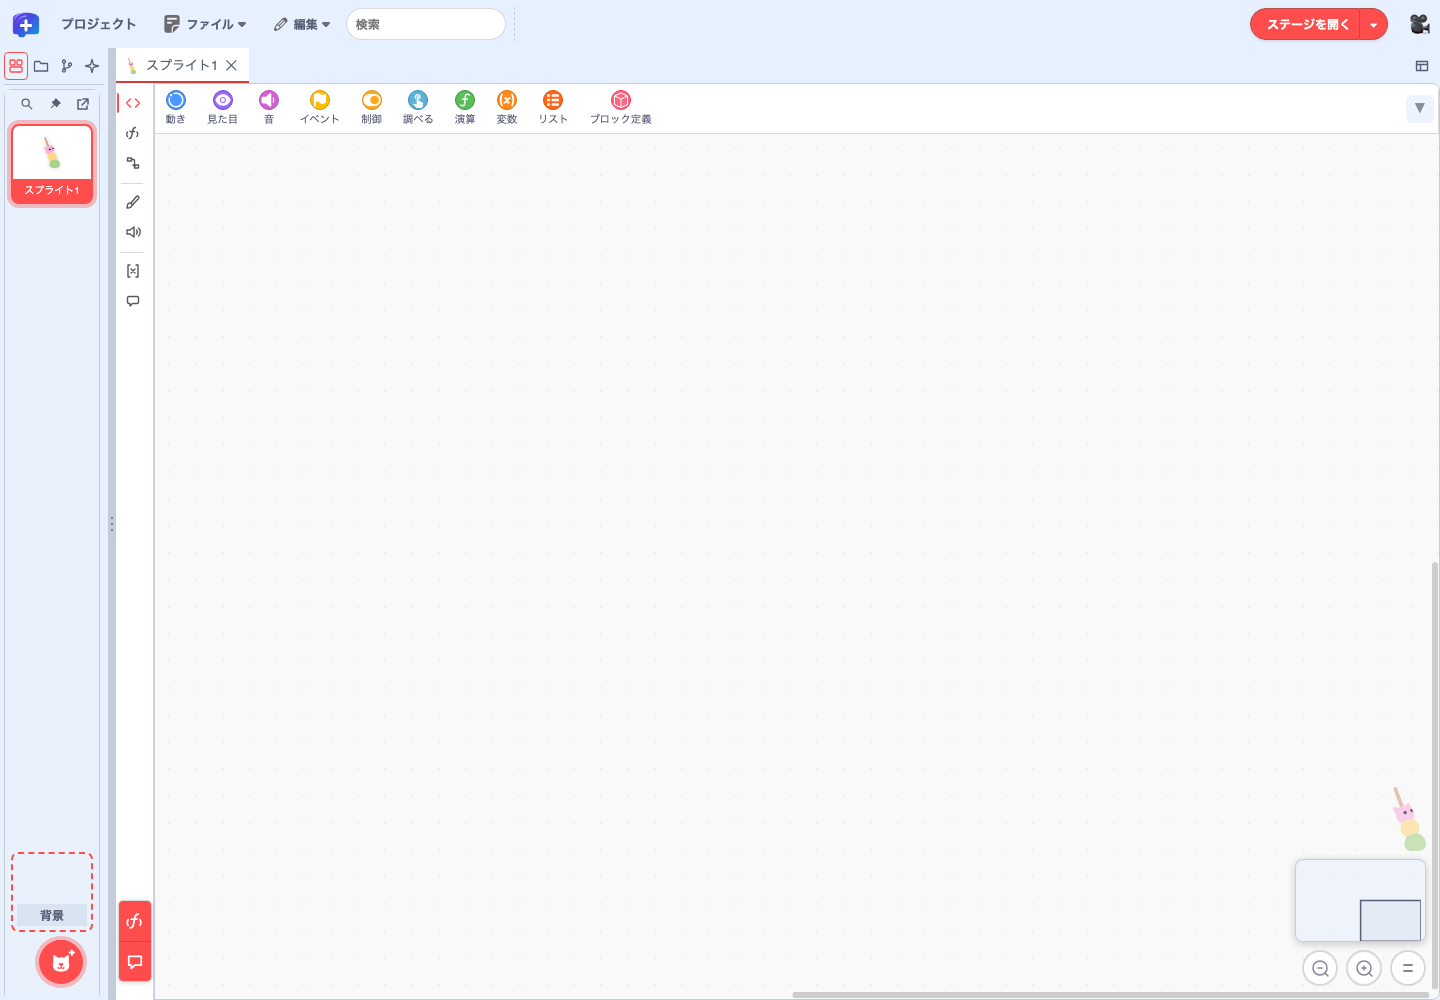 プロジェクト
ファイル
編集
検索
ステージを開く
スプライト1
動き
見た目
音
イベント
制御
調べる
演算
変数
リスト
ブロック定義
スプライト1
背景